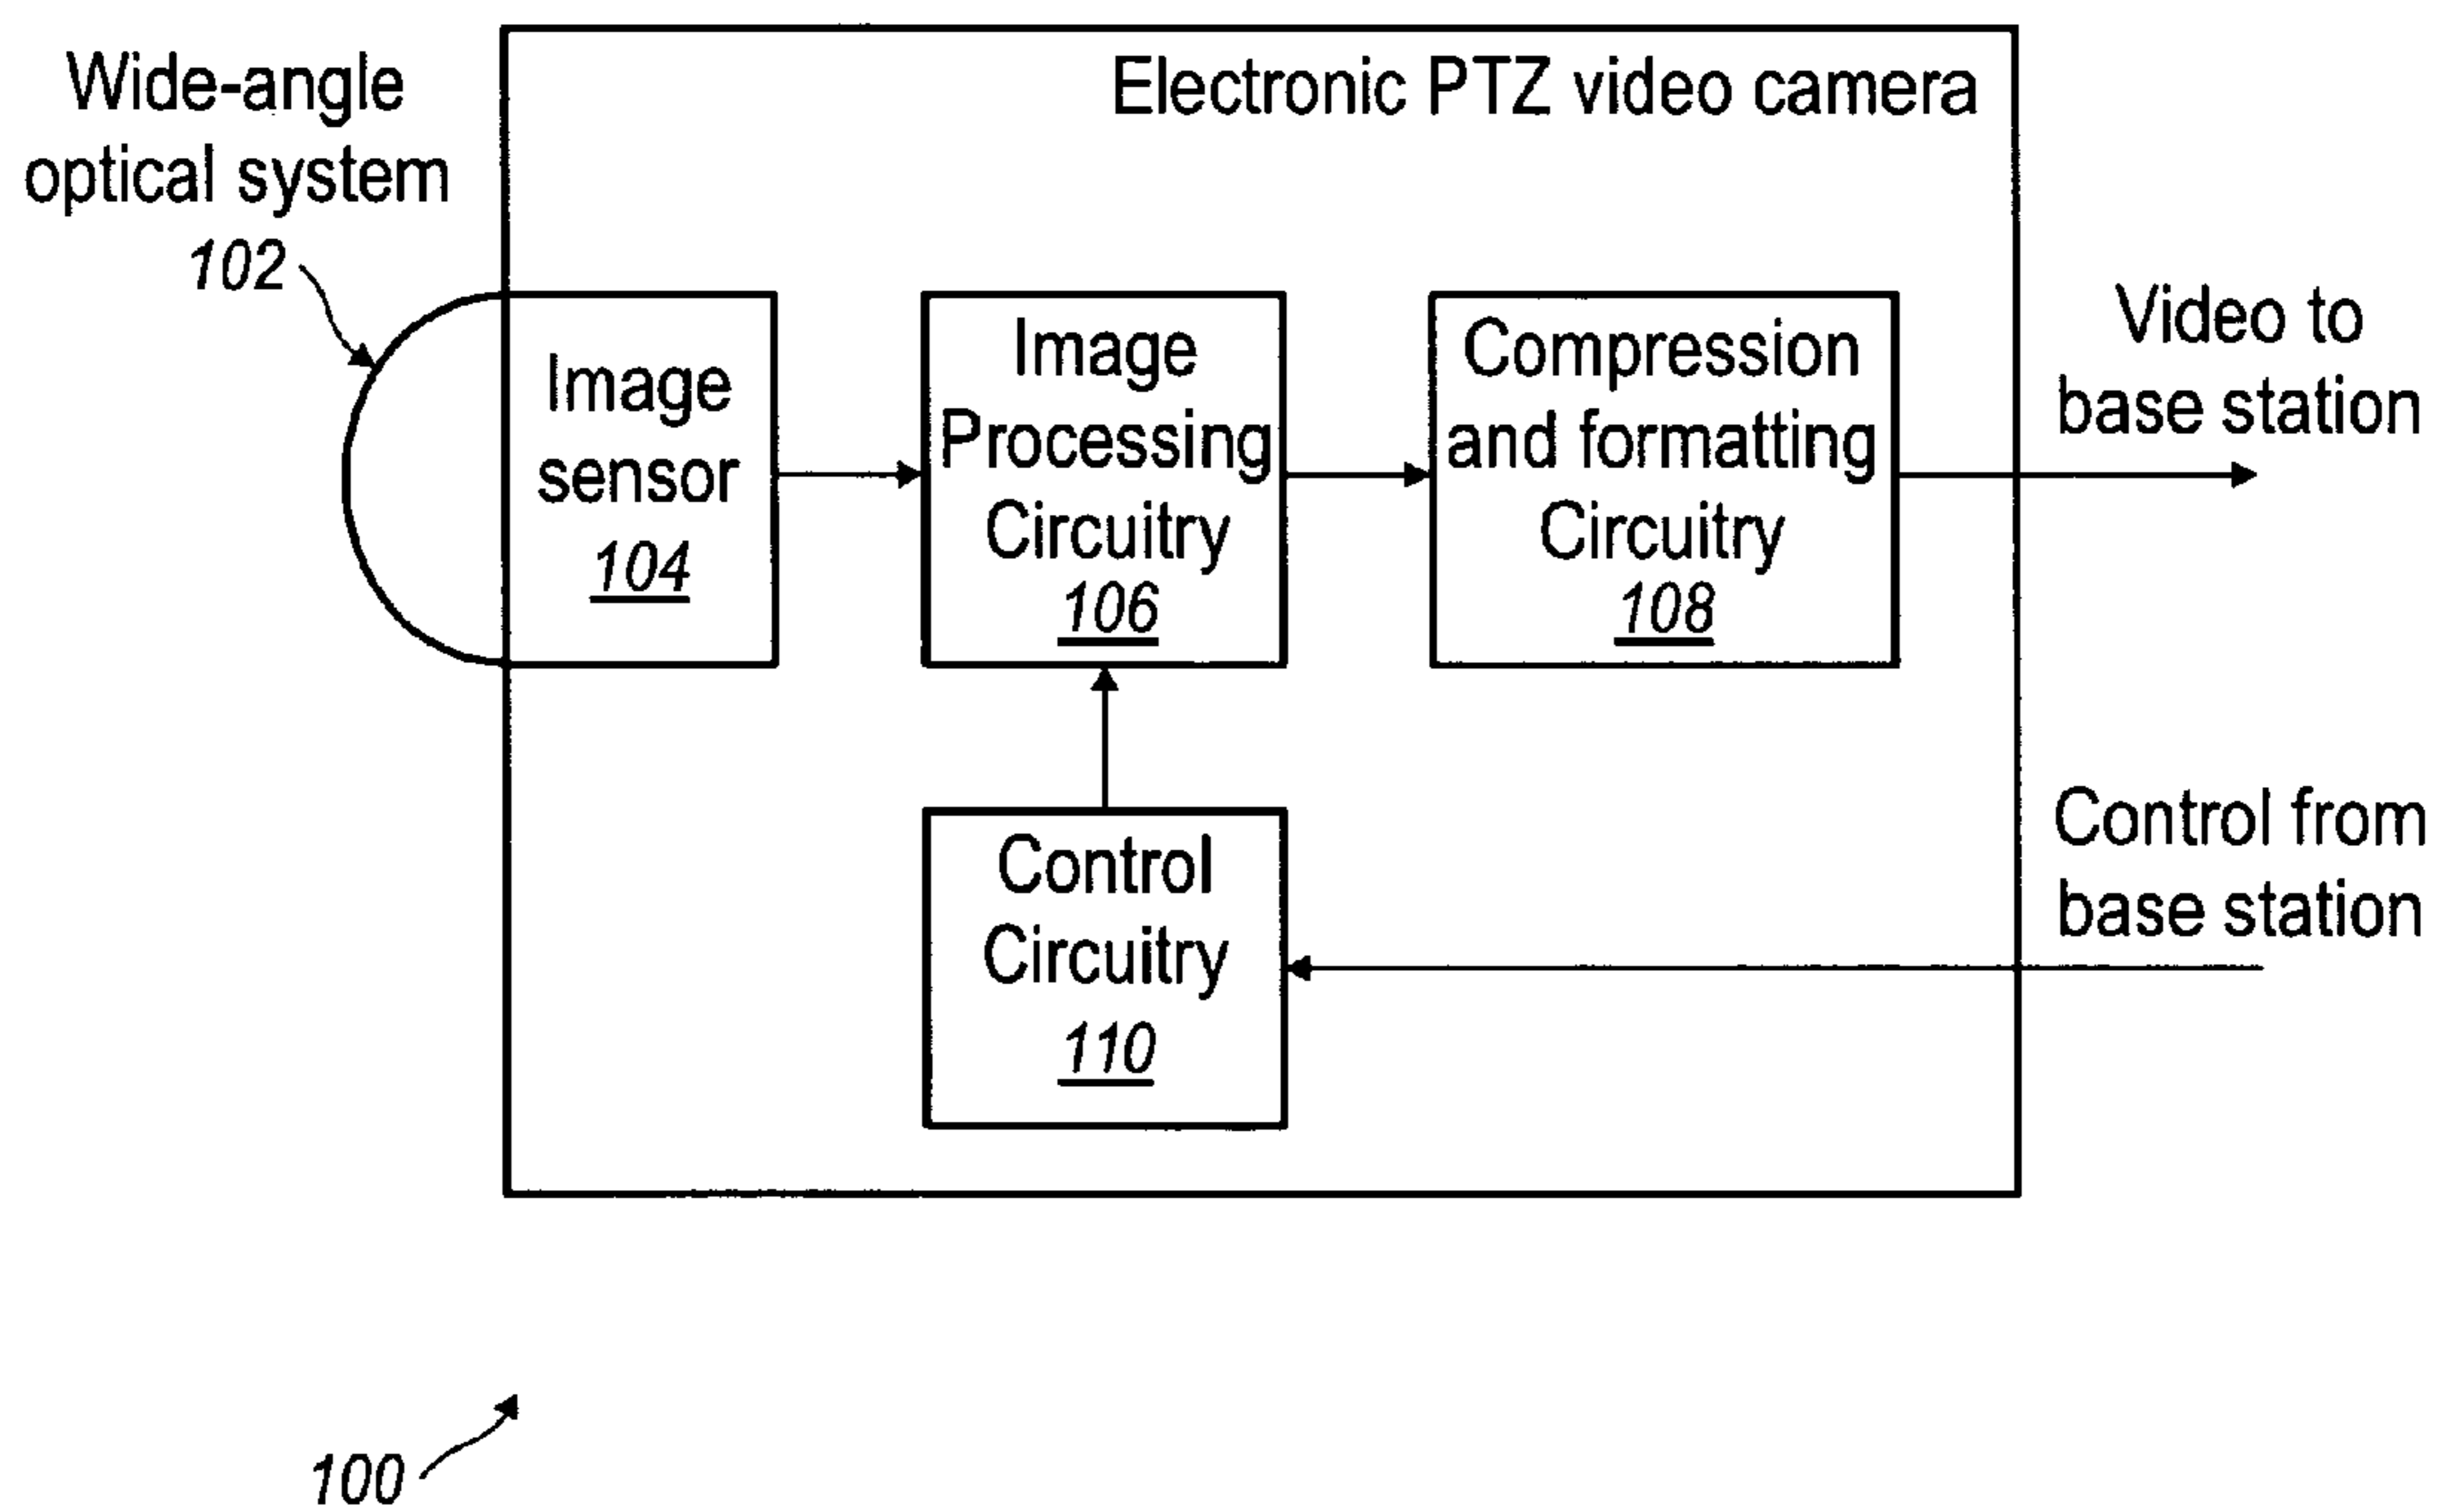 Electronic PTZ video camera
Wide-angle
optical system
102
Image
sensor
104
Image
Processing
Circuitry
106
Compression
and formatting
Circuitry
108
Video to
base station
Control
Circuitry
110
Control from
base station
100